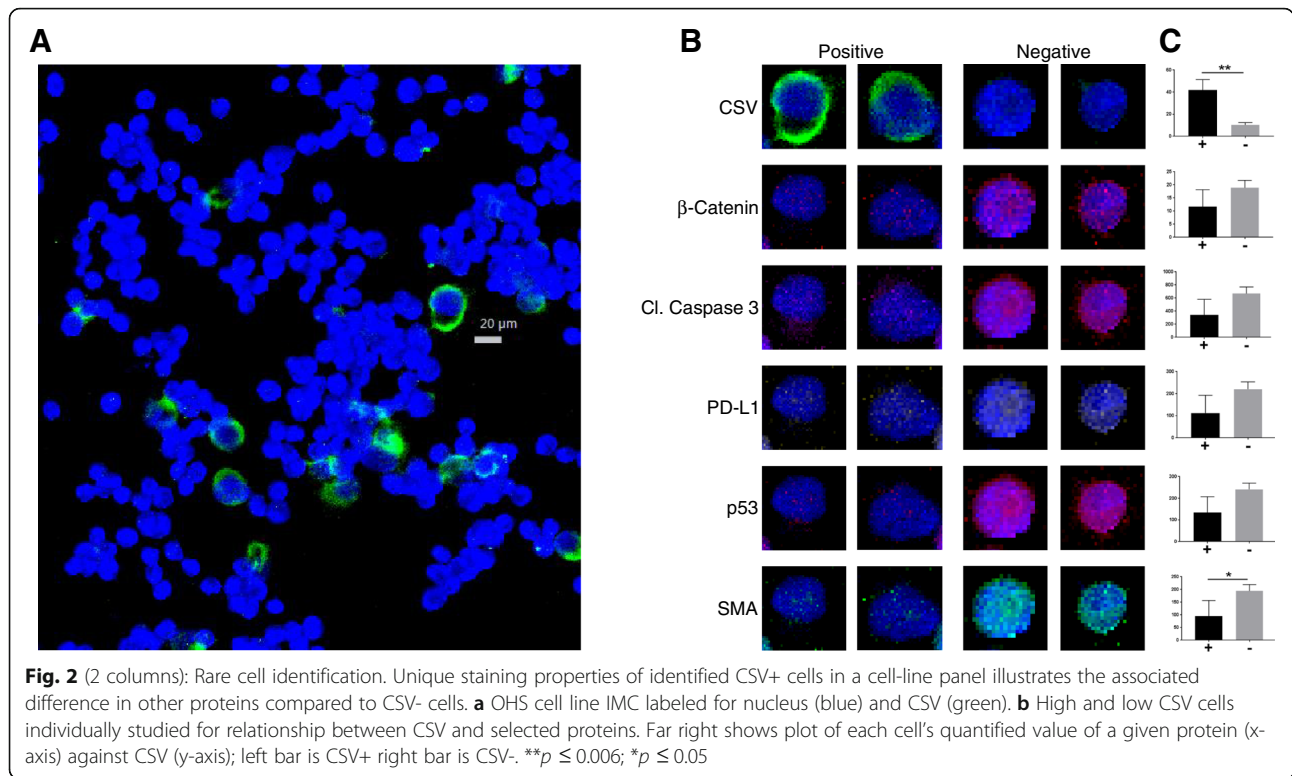 A
B
C
Positive
Negative
20 µm
CSV
**
60
40
20
0
+
-
β-Catenin
25
20
15
10
5
0
+
-
Cl. Caspase 3
1000
800
600
400
200
0
+
-
PD-L1
300
200
100
0
+
-
p53
300
200
100
0
+
-
SMA
*
250
200
150
100
50
0
+
-
Fig. 2 (2 columns): Rare cell identification. Unique staining properties of identified CSV+ cells in a cell-line panel illustrates the associated
difference in other proteins compared to CSV- cells. a OHS cell line IMC labeled for nucleus (blue) and CSV (green). b High and low CSV cells
individually studied for relationship between CSV and selected proteins. Far right shows plot of each cell's quantified value of a given protein (x-
axis) against CSV (y-axis); left bar is CSV+ right bar is CSV-. **p ≤ 0.006; *p ≤ 0.05